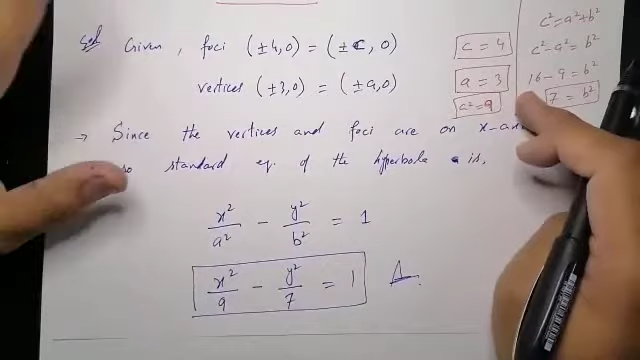 Sol Given, foci (±4,0) = (±c, 0)
vertices (±3,0) = (±a,0)
c = 4
a = 3
a² = 9
c² = a² + b²
c² - a² = b²
16 - 9 = b²
7 = b²
→ Since the vertices and foci are on x-
so standard eq. of the hyperbola is,
x²/a² - y²/b² = 1
x²/9 - y²/7 = 1